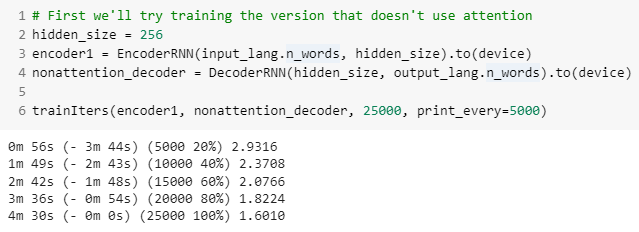 1 # First we'll try training the version that doesn't use attention
2 hidden_size = 256
3 encoder1 = EncoderRNN(input_lang.n_words, hidden_size).to(device)
4 nonattention_decoder = DecoderRNN(hidden_size, output_lang.n_words).to(device)
5
6 trainIters(encoder1, nonattention_decoder, 25000, print_every=5000)
0m 56s (- 3m 44s) (5000 20%) 2.9316
1m 49s (- 2m 43s) (10000 40%) 2.3708
2m 42s (- 1m 48s) (15000 60%) 2.0766
3m 36s (- 0m 54s) (20000 80%) 1.8224
4m 30s (- 0m 0s) (25000 100%) 1.6010